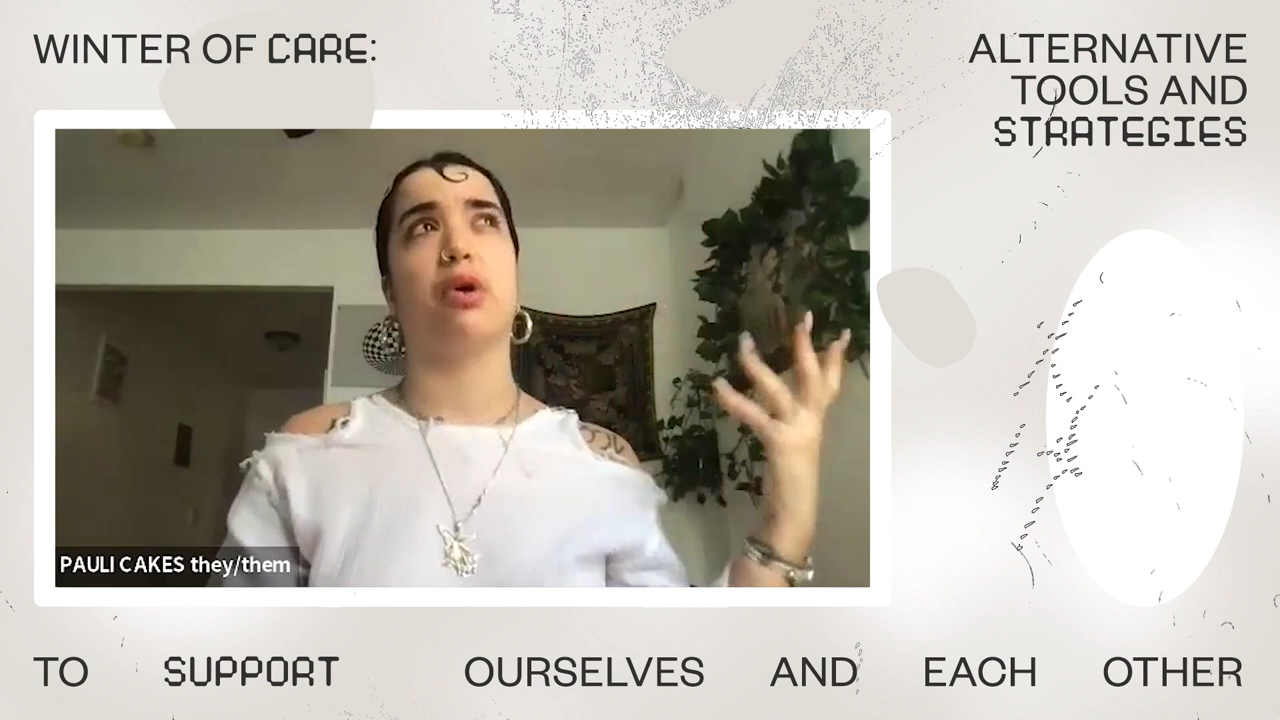 WINTER OF CARE:
ALTERNATIVE
TOOLS AND
STRATEGIES
PAULI CAKES they/them
TO SUPPORT OURSELVES AND EACH OTHER